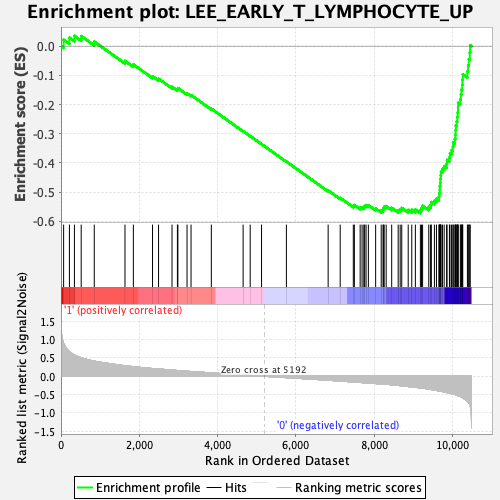 Enrichment plot: LEE_EARLY_T_LYMPHOCYTE_UP
Enrichment score (ES)
0.0
-0.1
-0.2
-0.3
-0.4
-0.5
-0.6
'1' (positively correlated)
Ranked list metric (Signal2Noise)
1.5
1.0
0.5
0.0
-0.5
-1.0
-1.5
Zero cross at 5192
'0' (negatively correlated)
0
2,000
4,000
6,000
8,000
10,000
Rank in Ordered Dataset
Enrichment profile
Hits
Ranking metric scores